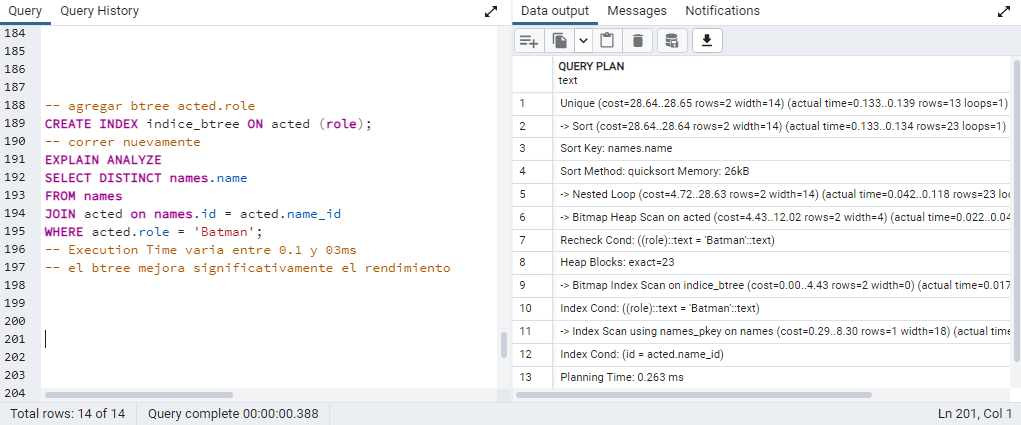 Query Query History
184
185
186
187
188 -- agregar btree acted.role
189 CREATE INDEX indice_btree ON acted (role);
190 -- correr nuevamente
191 EXPLAIN ANALYZE
192 SELECT DISTINCT names.name
193 FROM names
194 JOIN acted on names.id = acted.name_id
195 WHERE acted.role = 'Batman';
196 -- Execution Time varia entre 0.1 y 03ms
197 -- el btree mejora significativamente el rendimiento
198
199
200
201
202
203
204
Data output Messages Notifications
QUERY PLAN
text
1 Unique (cost=28.64..28.65 rows=2 width=14) (actual time=0.133..0.139 rows=13 loops=1)
2 -> Sort (cost=28.64..28.64 rows=2 width=14) (actual time=0.133..0.134 rows=23 loops=1)
3 Sort Key: names.name
4 Sort Method: quicksort Memory: 26kB
5 -> Nested Loop (cost=4.72..28.63 rows=2 width=14) (actual time=0.042..0.118 rows=23 lo
6 -> Bitmap Heap Scan on acted (cost=4.43..12.02 rows=2 width=4) (actual time=0.022..0.04
7 Recheck Cond: ((role)::text = 'Batman'::text)
8 Heap Blocks: exact=23
9 -> Bitmap Index Scan on indice_btree (cost=0.00..4.43 rows=2 width=0) (actual time=0.017
10 Index Cond: ((role)::text = 'Batman'::text)
11 -> Index Scan using names_pkey on names (cost=0.29..8.30 rows=1 width=18) (actual time
12 Index Cond: (id = acted.name_id)
13 Planning Time: 0.263 ms
Total rows: 14 of 14 Query complete 00:00:00.388 Ln 201, Col 1